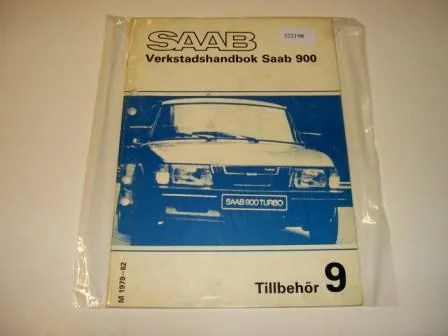 SAAB
322198
Verkstadshandbok Saab 900
SAAB 900 TURBO
M 1979-82
Tillbehör 9